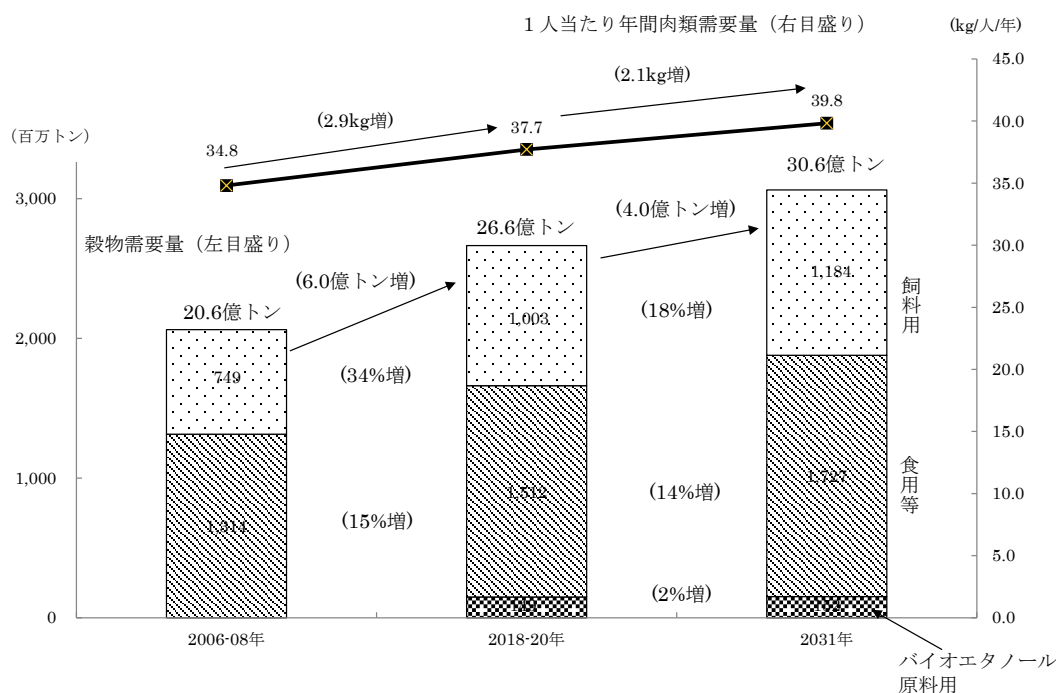 １人当たり年間肉類需要量（右目盛り）
(kg/人/年)
45.0
(2.1kg増)
40.0
39.8
(2.9kg増)
37.7
（百万トン）
34.8
35.0
30.6億トン
3,000
26.6億トン
(4.0億トン増)
30.0
穀物需要量（左目盛り）
(6.0億トン増)
1,184
飼料用
20.6億トン
1,003
(18%増)
25.0
2,000
749
(34%増)
20.0
15.0
1,000
1,314
(15%増)
1,512
(14%増)
1,727
食用等
10.0
5.0
(2%増)
0
0.0
2006-08年
2018-20年
2031年
バイオエタノール
原料用